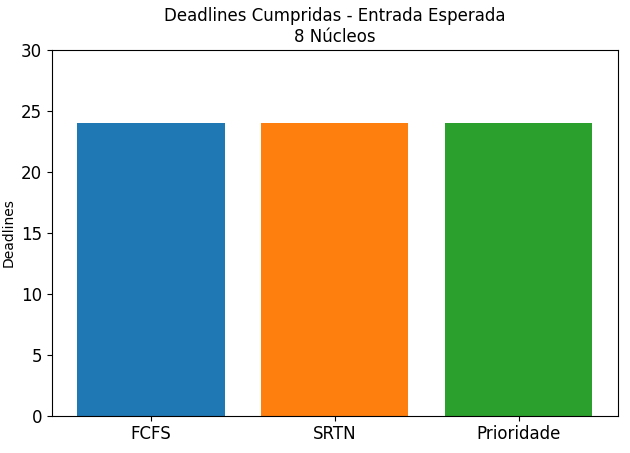 Deadlines Cumpridas - Entrada Esperada
8 Núcleos
30
25
20
15
10
5
0
Deadlines
FCFS SRTN Prioridade